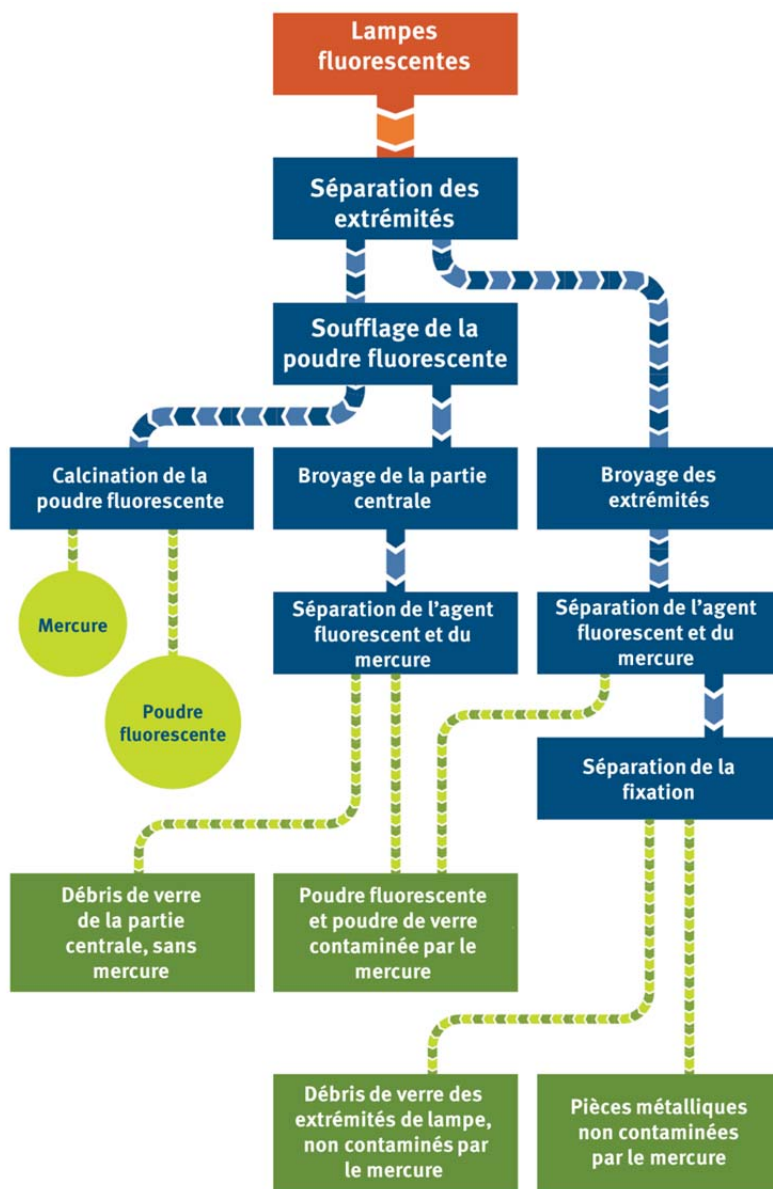 Lampes
fluorescentes
Séparation des
extrémités
Soufflage de la
poudre fluorescente
Calcination de la
poudre fluorescente
Broyage de la partie
centrale
Broyage des
extrémités
Mercure
Poudre
fluorescente
Séparation de l’agent
fluorescent et du
mercure
Séparation de l’agent
fluorescent et du
mercure
Séparation de la
fixation
Débris de verre
de la partie
centrale, sans
mercure
Poudre fluorescente
et poudre de verre
contaminée par le
mercure
Débris de verre des
extrémités de lampe,
non contaminés par
le mercure
Pièces métalliques
non contaminées
par le mercure